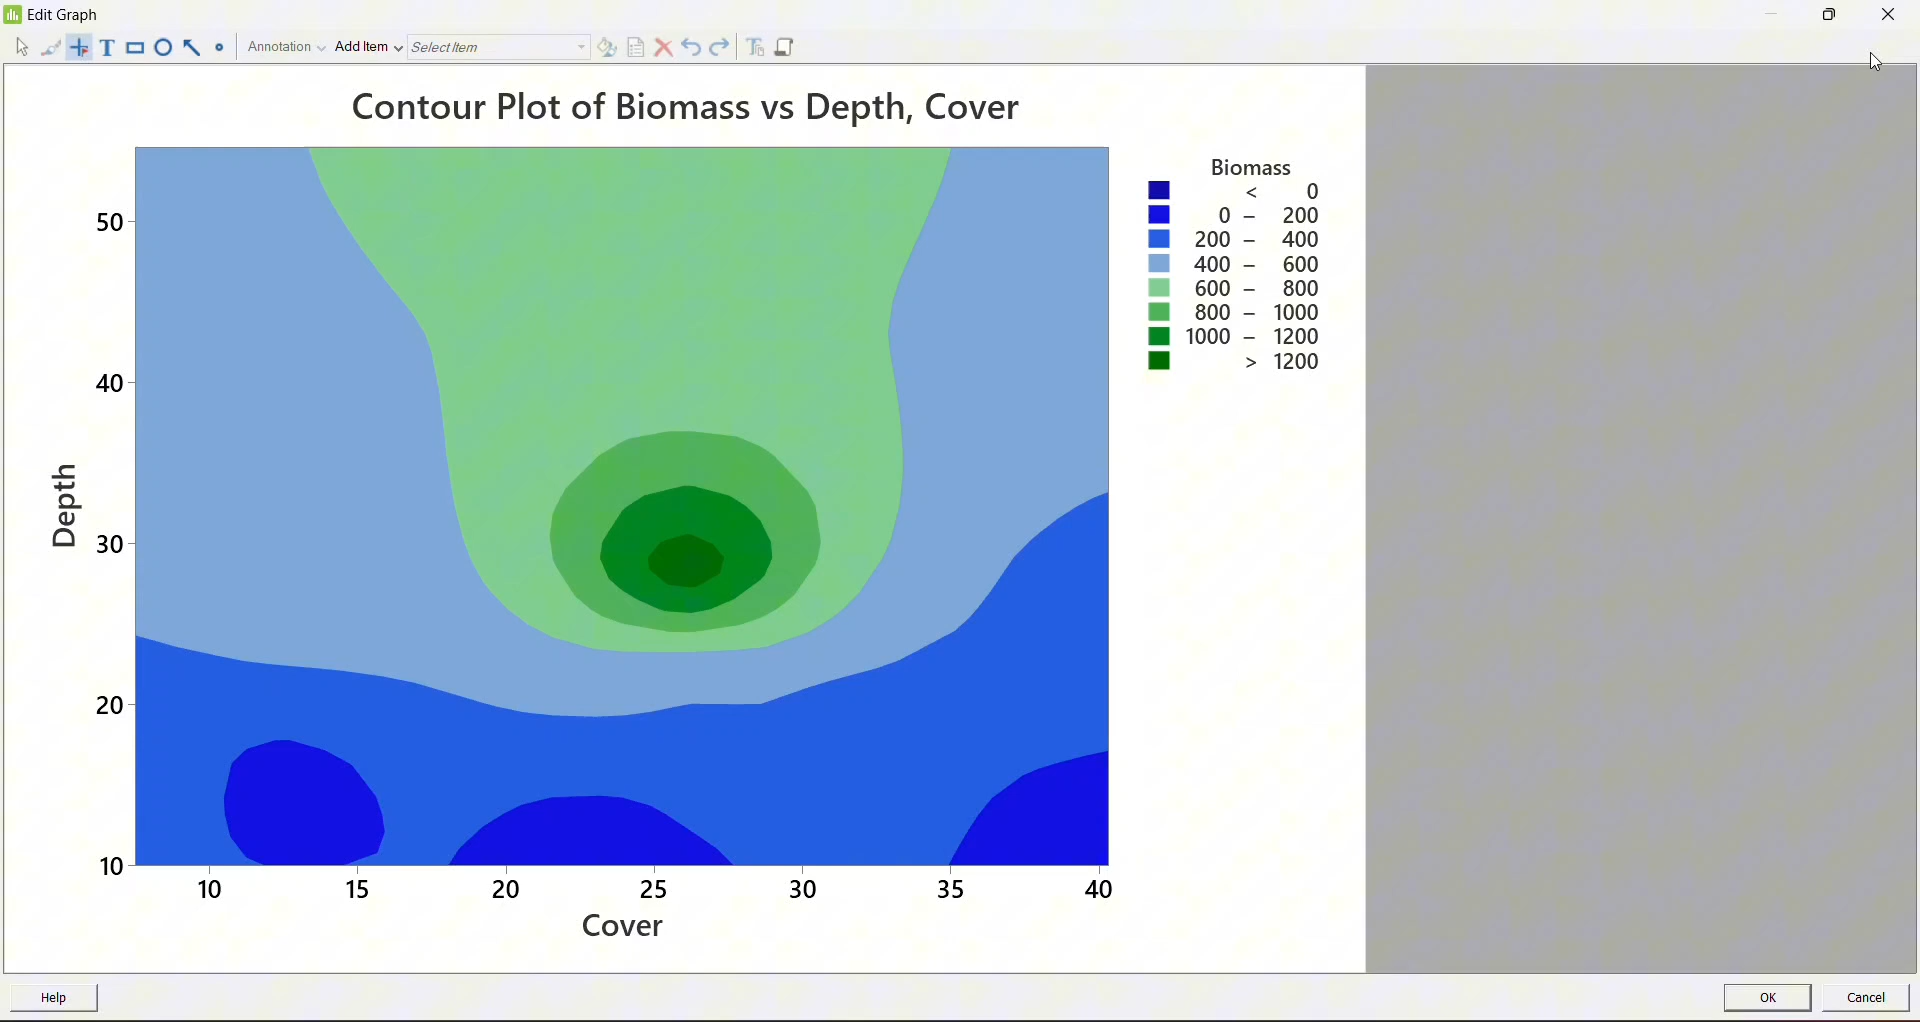 Edit Graph
T Annotation Add Item Select Item T
Contour Plot of Biomass vs Depth, Cover
Biomass
< 0
0 – 200
200 – 400
400 – 600
600 – 800
800 – 1000
1000 – 1200
> 1200
50
40
30
20
10
Depth
10 15 20 25 30 35 40
Cover
Help OK Cancel